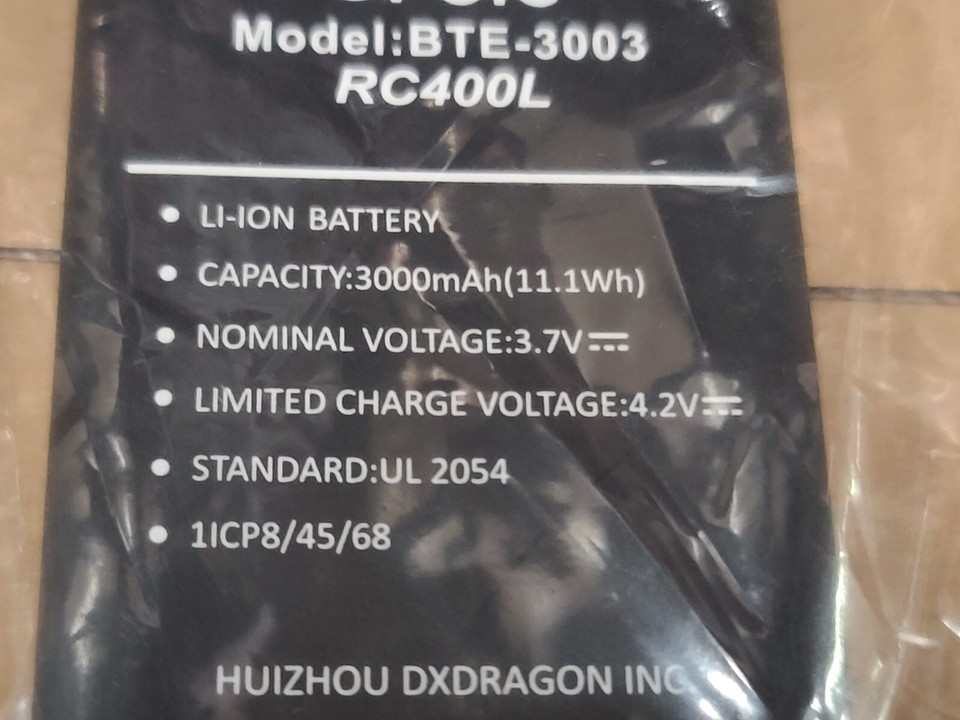 Model:BTE-3003
RC400L
• LI-ION BATTERY
• CAPACITY:3000mAh(11.1Wh)
• NOMINAL VOLTAGE:3.7V⎓
• LIMITED CHARGE VOLTAGE:4.2V⎓
• STANDARD:UL 2054
• 1ICP8/45/68
HUIZHOU DXDRAGON INC